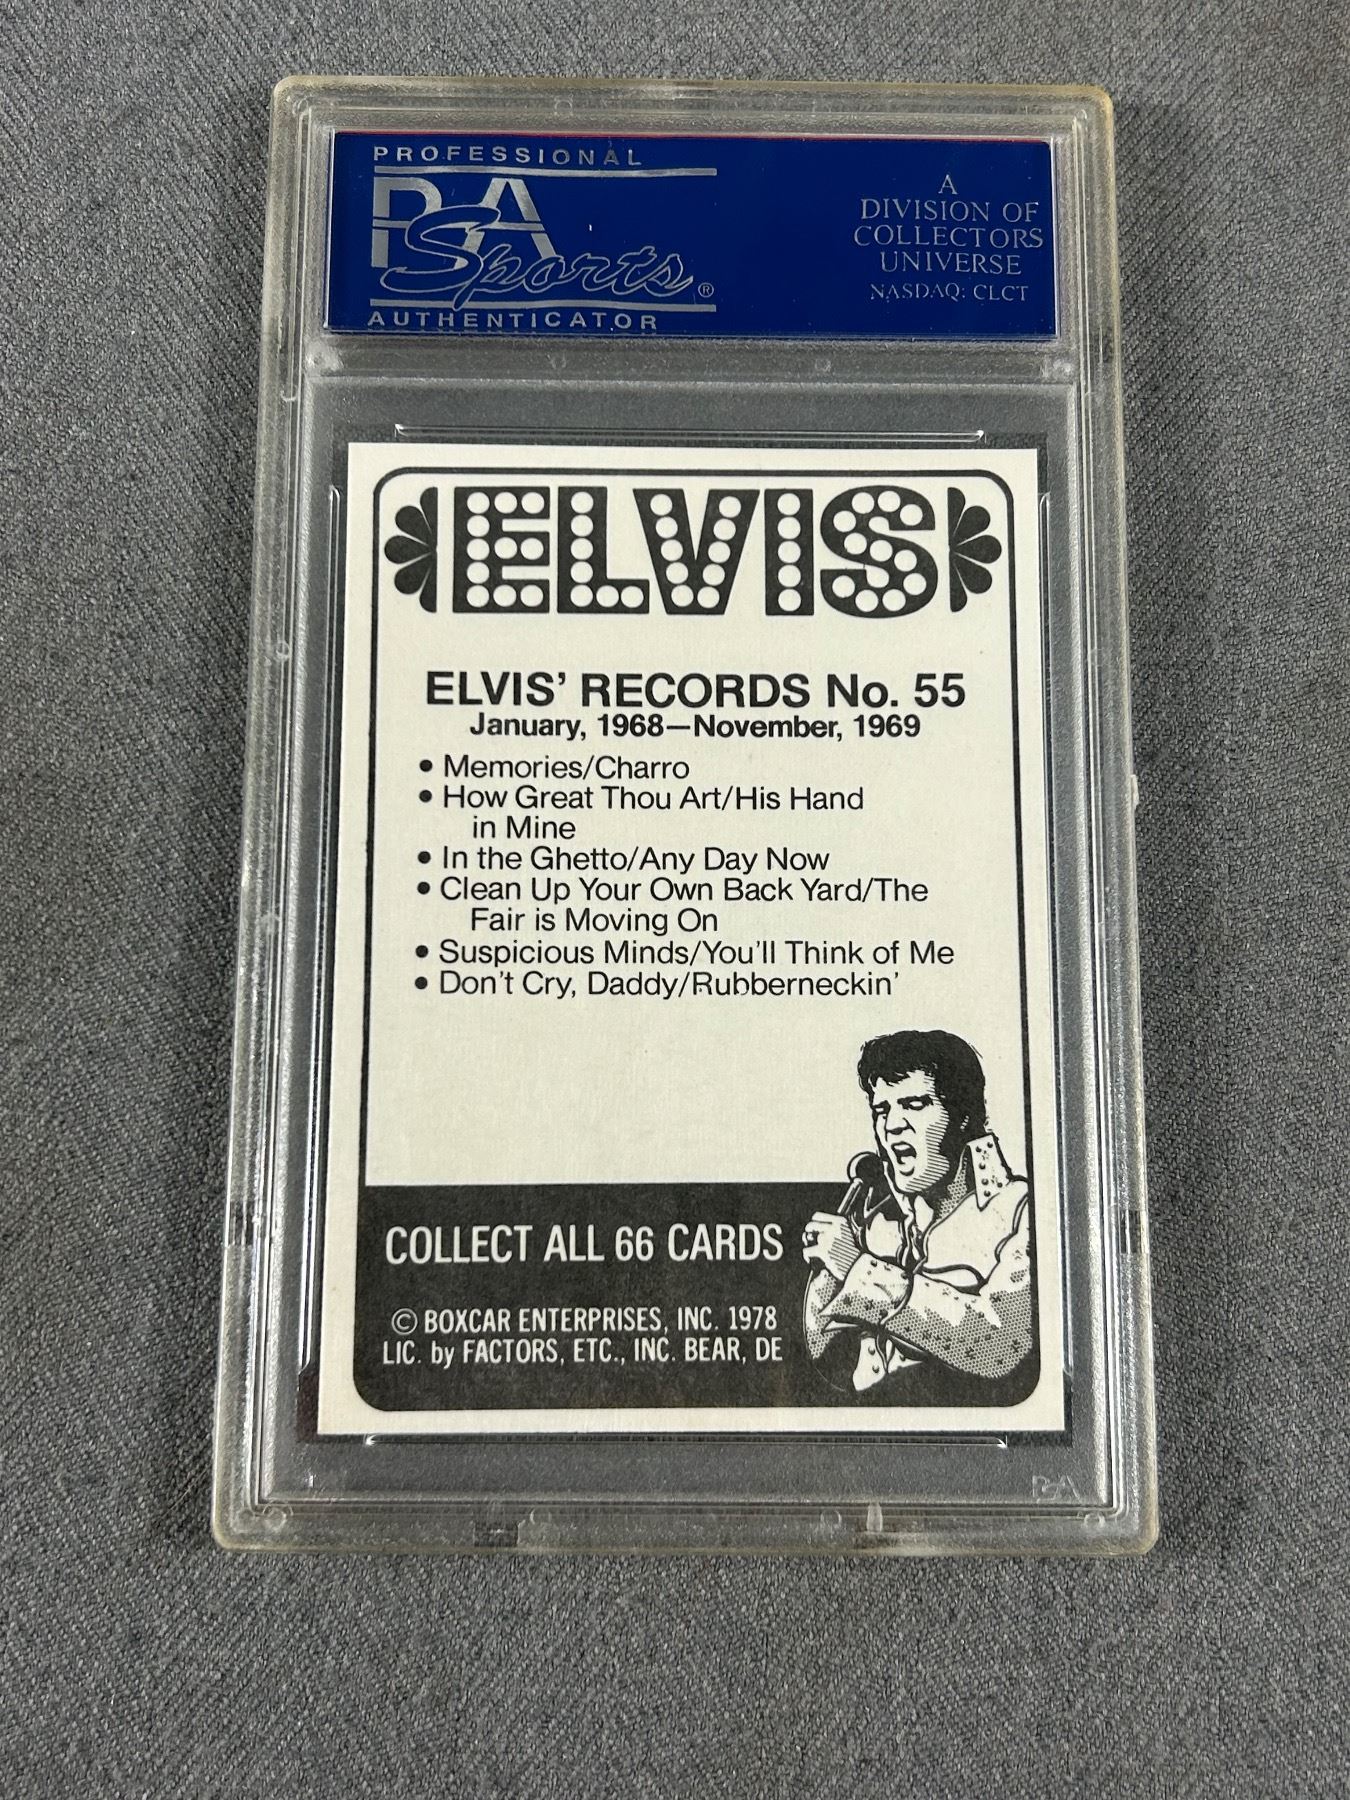 PROFESSIONAL
PSA
Sports®
AUTHENTICATOR
A
DIVISION OF
COLLECTORS
UNIVERSE
NASDAQ: CLCT
ELVIS
ELVIS' RECORDS No. 55
January, 1968—November, 1969
• Memories/Charro
• How Great Thou Art/His Hand
in Mine
• In the Ghetto/Any Day Now
• Clean Up Your Own Back Yard/The
Fair is Moving On
• Suspicious Minds/You'll Think of Me
• Don't Cry, Daddy/Rubberneckin'
COLLECT ALL 66 CARDS
© BOXCAR ENTERPRISES, INC. 1978
LIC. by FACTORS, ETC., INC. BEAR, DE
PSA